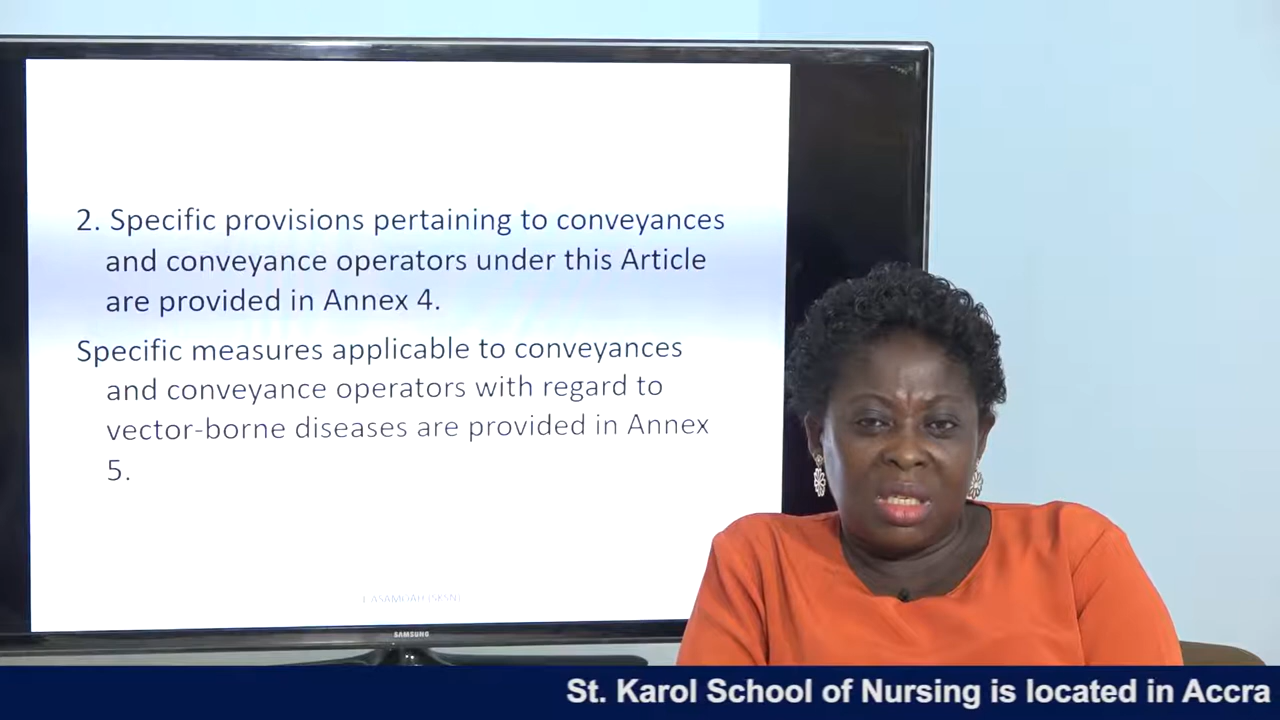 2. Specific provisions pertaining to conveyances
and conveyance operators under this Article
are provided in Annex 4.
Specific measures applicable to conveyances
and conveyance operators with regard to
vector-borne diseases are provided in Annex
5.
ASAMOAH (SKSN)
SAMSUNG
St. Karol School of Nursing is located in Accra